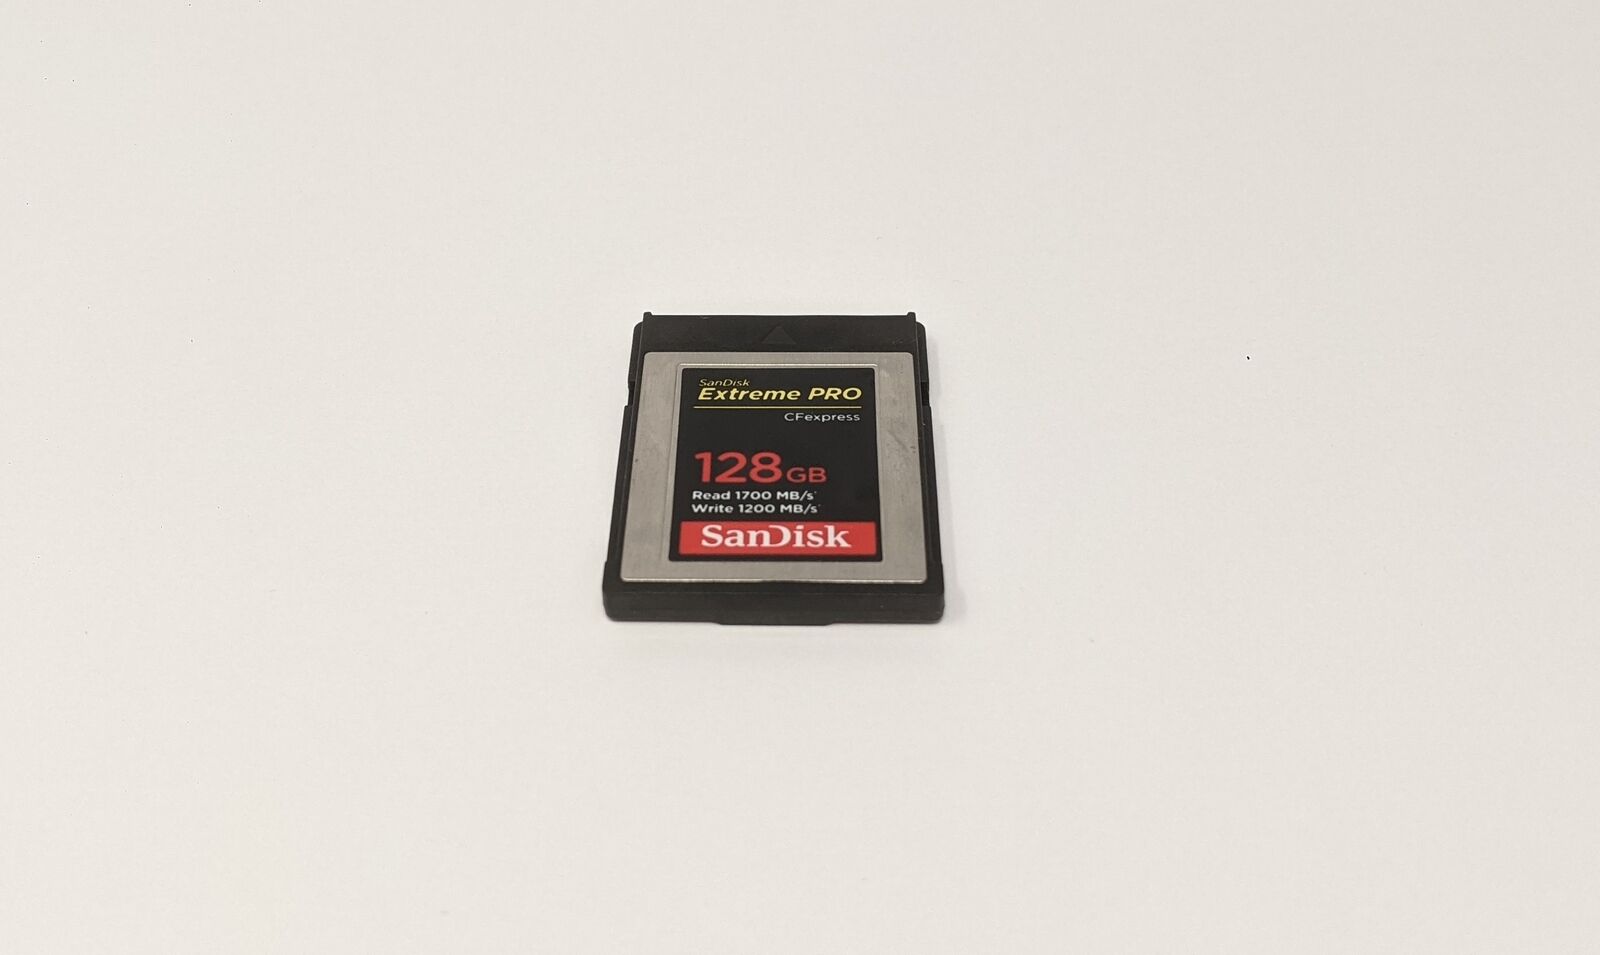 SanDisk
Extreme PRO
CFexpress
128GB
Read 1700 MB/s*
Write 1200 MB/s*
SanDisk